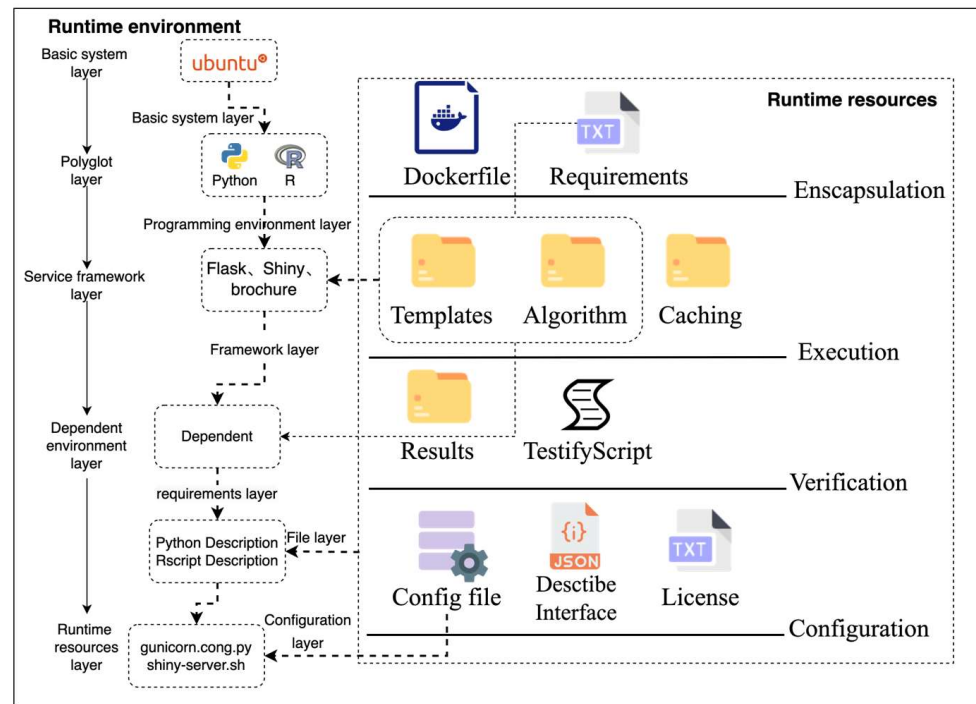 Runtime environment
Basic system
layer
ubuntu
Basic system layer
Polyglot
layer
Python
R
Programming environment layer
Service framework
layer
Flask、Shiny、
brochure
Framework layer
Dependent
environment
layer
Dependent
requirements layer
Python Description
Rscript Description
File layer
Runtime
resources
layer
gunicorn.cong.py
shiny-server.sh
Configuration
layer
Runtime resources
TXT
Dockerfile
Requirements
Enscapsulation
Templates
Algorithm
Caching
Execution
Results
TestifyScript
Verification
{i}
JSON
TXT
Config file
Desctibe
Interface
License
Configuration